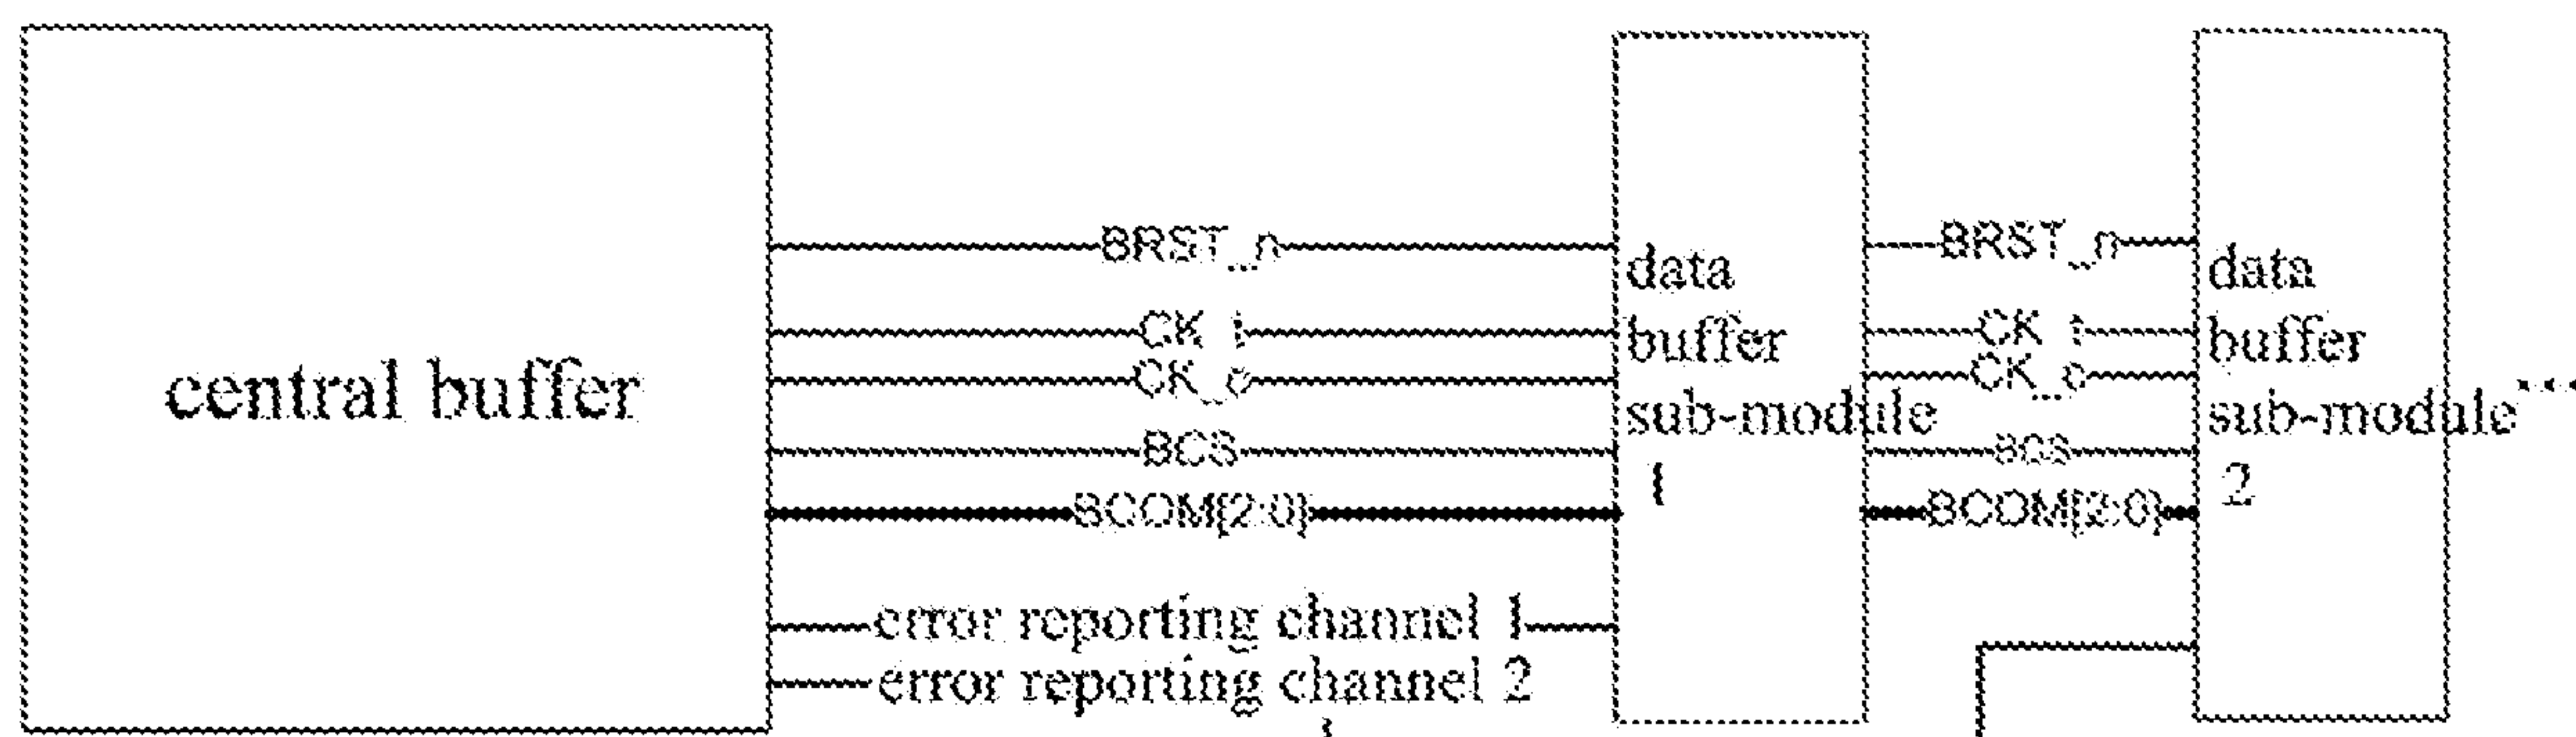 central buffer
BRST_n
CK_t
CK_c
BCS
BCOM[2:0]
error reporting channel 1
error reporting channel 2
data
buffer
sub-module
1
BRST_n
CK_t
CK_c
BCS
BCOM[2:0]
data
buffer
sub-module
2
...